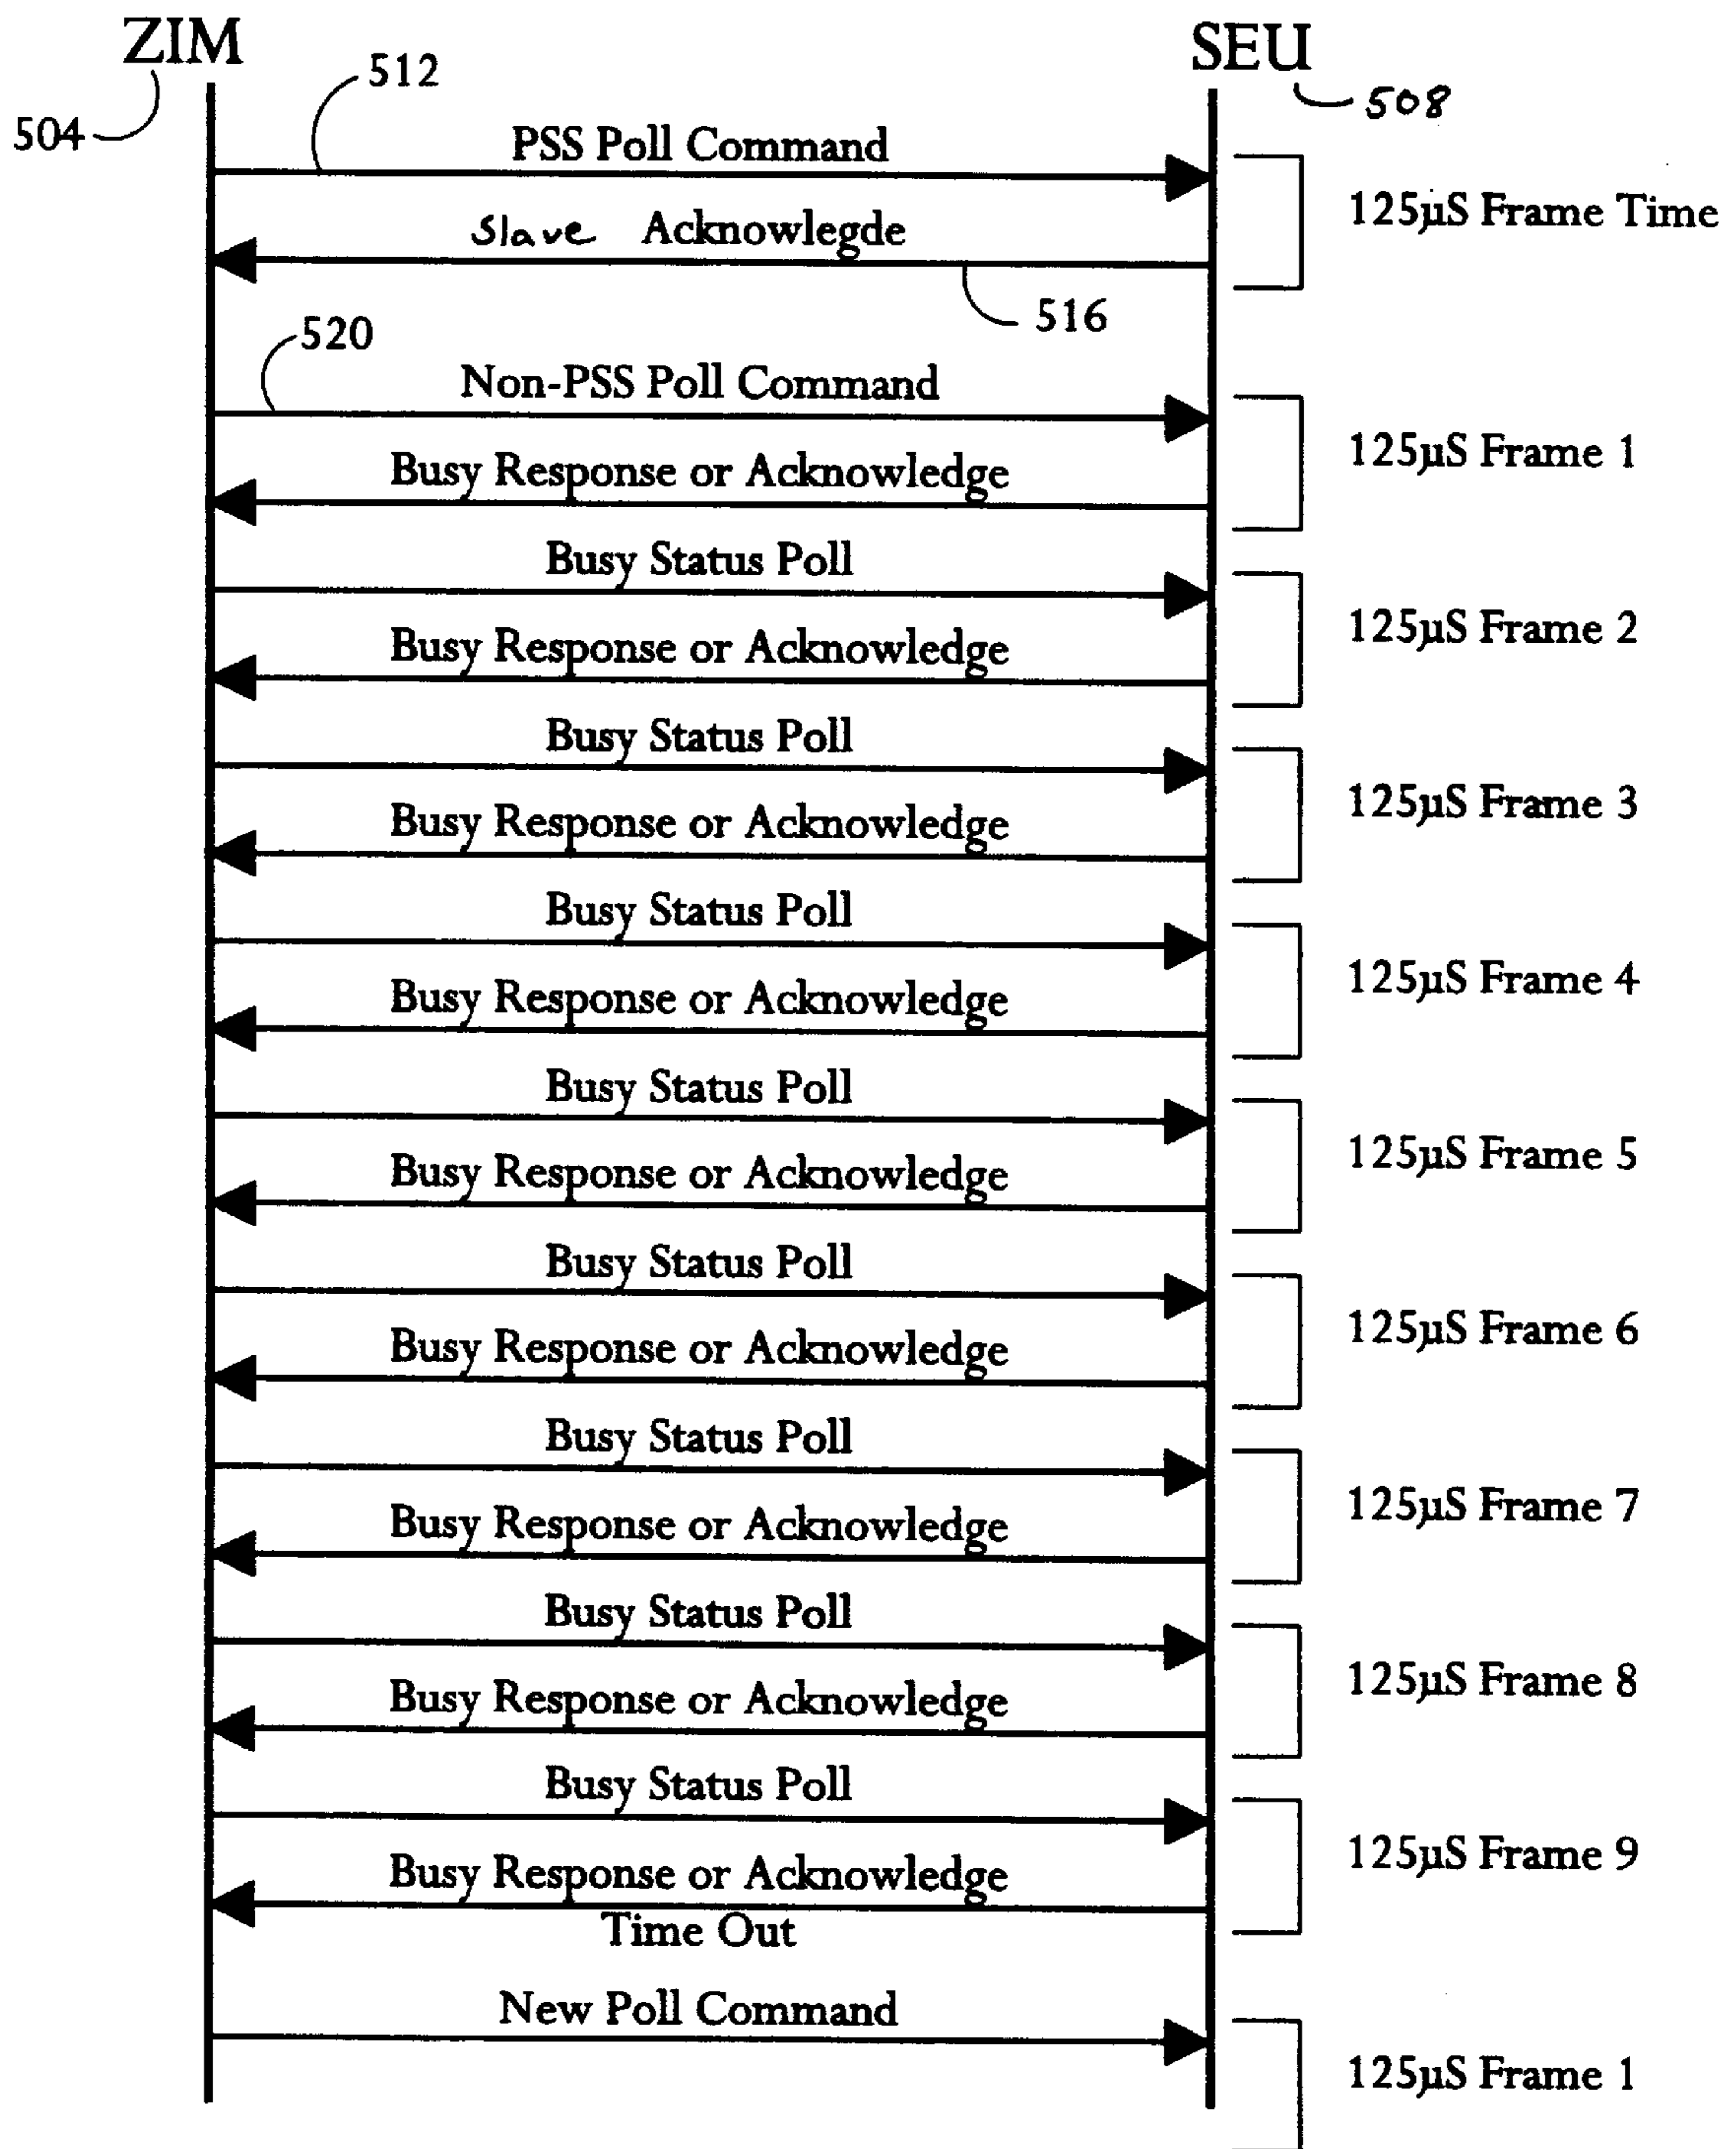 ZIM
SEU
504
512
508
PSS Poll Command
125µS Frame Time
Slave Acknowlegde
516
520
Non-PSS Poll Command
125µS Frame 1
Busy Response or Acknowledge
Busy Status Poll
125µS Frame 2
Busy Response or Acknowledge
Busy Status Poll
125µS Frame 3
Busy Response or Acknowledge
Busy Status Poll
125µS Frame 4
Busy Response or Acknowledge
Busy Status Poll
125µS Frame 5
Busy Response or Acknowledge
Busy Status Poll
125µS Frame 6
Busy Response or Acknowledge
Busy Status Poll
125µS Frame 7
Busy Response or Acknowledge
Busy Status Poll
125µS Frame 8
Busy Response or Acknowledge
Busy Status Poll
125µS Frame 9
Busy Response or Acknowledge
Time Out
New Poll Command
125µS Frame 1